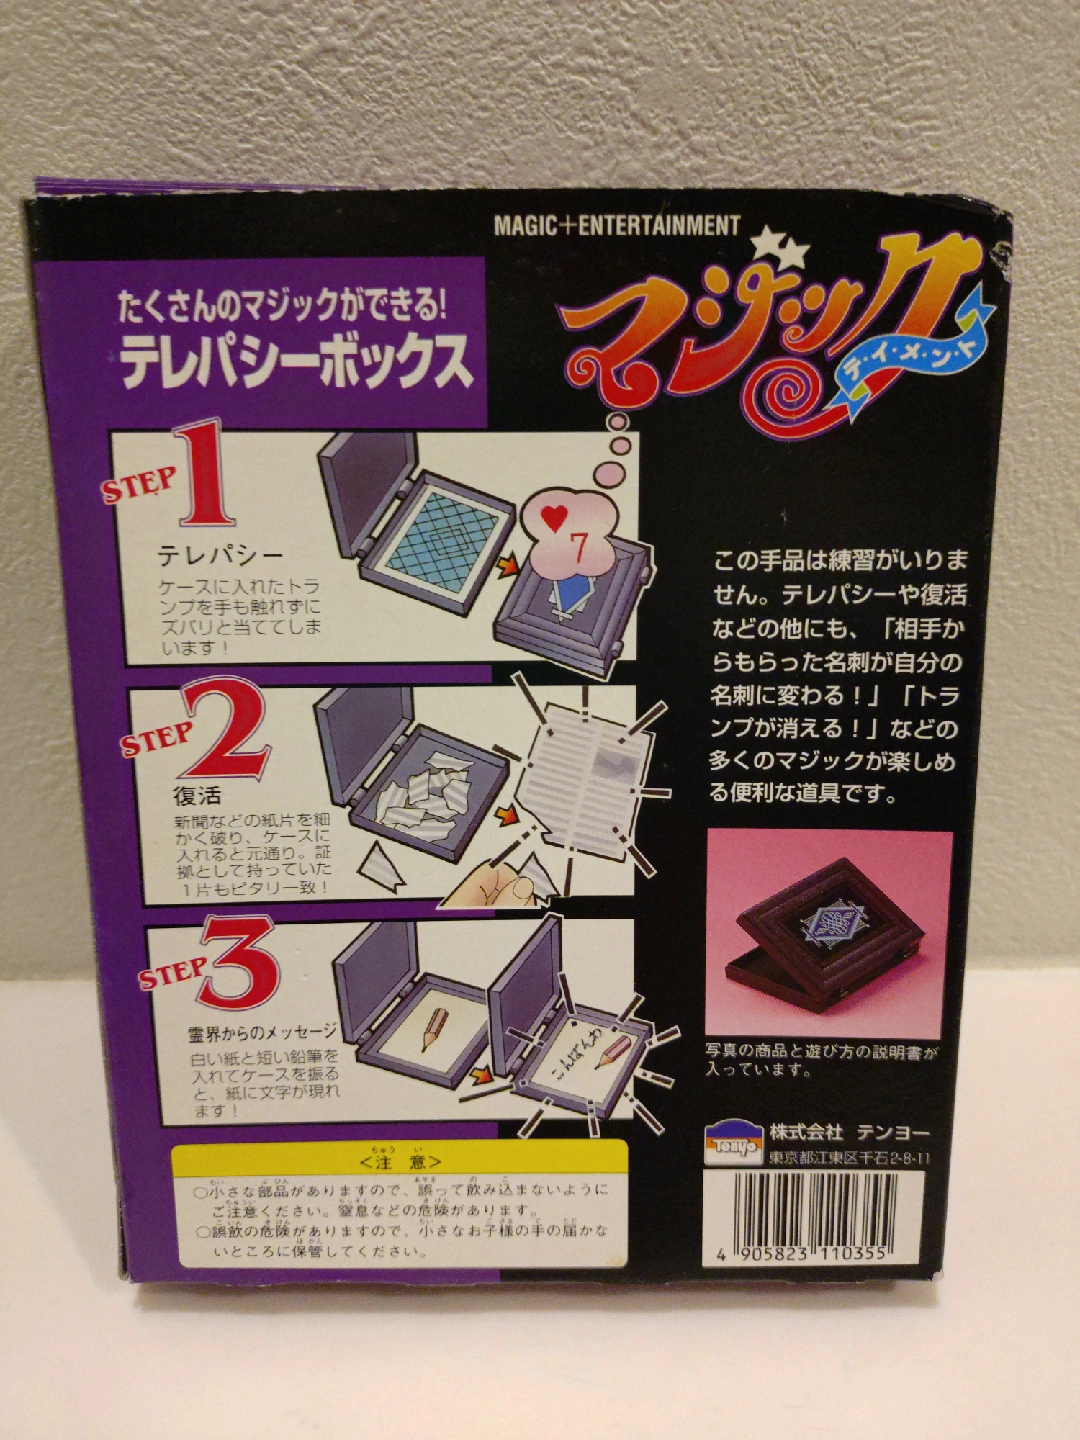 MAGIC+ENTERTAINMENT
マジック
テ・イ・メ・ン・ト
たくさんのマジックができる!
テレパシーボックス
STEP 1
テレパシー
ケースに入れたトラ
ンプを手も触れずに
ズバリと当ててしま
います!
7
STEP 2
復活
新聞などの紙片を細
かく破り、ケースに
入れると元通り。証
拠として持っていた
1片もピタリ一致!
STEP 3
霊界からのメッセージ
白い紙と短い鉛筆を
入れてケースを振る
と、紙に文字が現れ
ます!
こんばんわ
この手品は練習がいりま
せん。テレパシーや復活
などの他にも、「相手か
らもらった名刺が自分の
名刺に変わる!」「トラ
ンプが消える!」などの
多くのマジックが楽しめ
る便利な道具です。
写真の商品と遊び方の説明書が
入っています。
<注意>
ちゅうい
○小さな部品がありますので、誤って飲み込まないように
ご注意ください。窒息などの危険があります。
○誤飲の危険がありますので、小さなお子様の手の届かな
いところに保管してください。
Tenyo
株式会社 テンヨー
東京都江東区千石2-8-11
4 905823 110355